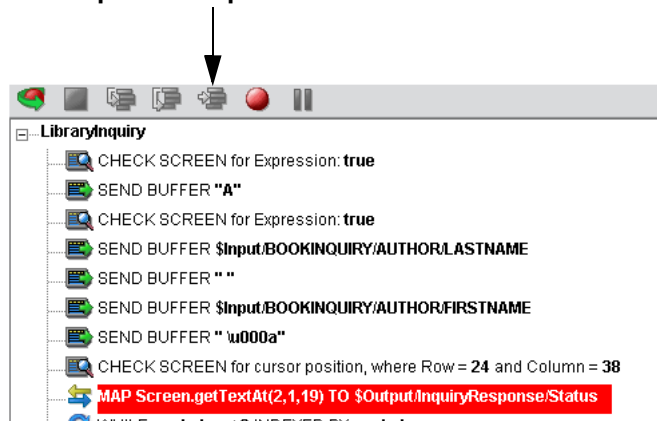 LibraryInquiry
CHECK SCREEN for Expression: true
SEND BUFFER "A"
CHECK SCREEN for Expression: true
SEND BUFFER $Input/BOOKINQUIRY/AUTHOR/LASTNAME
SEND BUFFER " "
SEND BUFFER $Input/BOOKINQUIRY/AUTHOR/FIRSTNAME
SEND BUFFER " \u000a"
CHECK SCREEN for cursor position, where Row = 24 and Column = 38
MAP Screen.getTextAt(2,1,19) TO $Output/InquiryResponse/Status